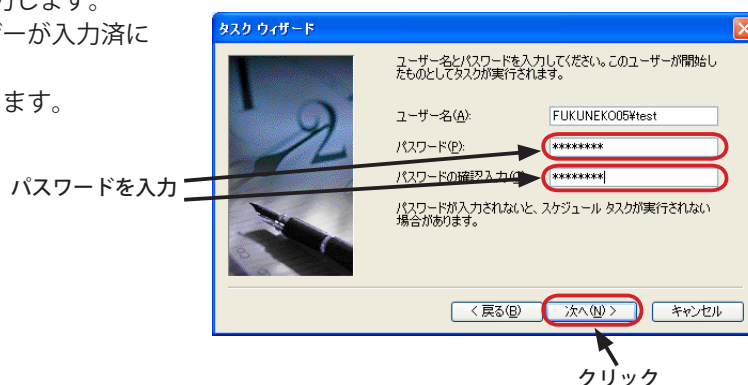 力します。
ザーが入力済に
ます。
パスワードを入力
タスク ウィザード
ユーザー名とパスワードを入力してください。このユーザーが開始し
たものとしてタスクが実行されます。
ユーザー名(A):
FUKUNEKO05¥test
パスワード(P):
********
パスワードの確認入力(C):
********
パスワードが入力されないと、スケジュール タスクが実行されない
場合があります。
< 戻る(B)
次へ(N) >
キャンセル
クリック